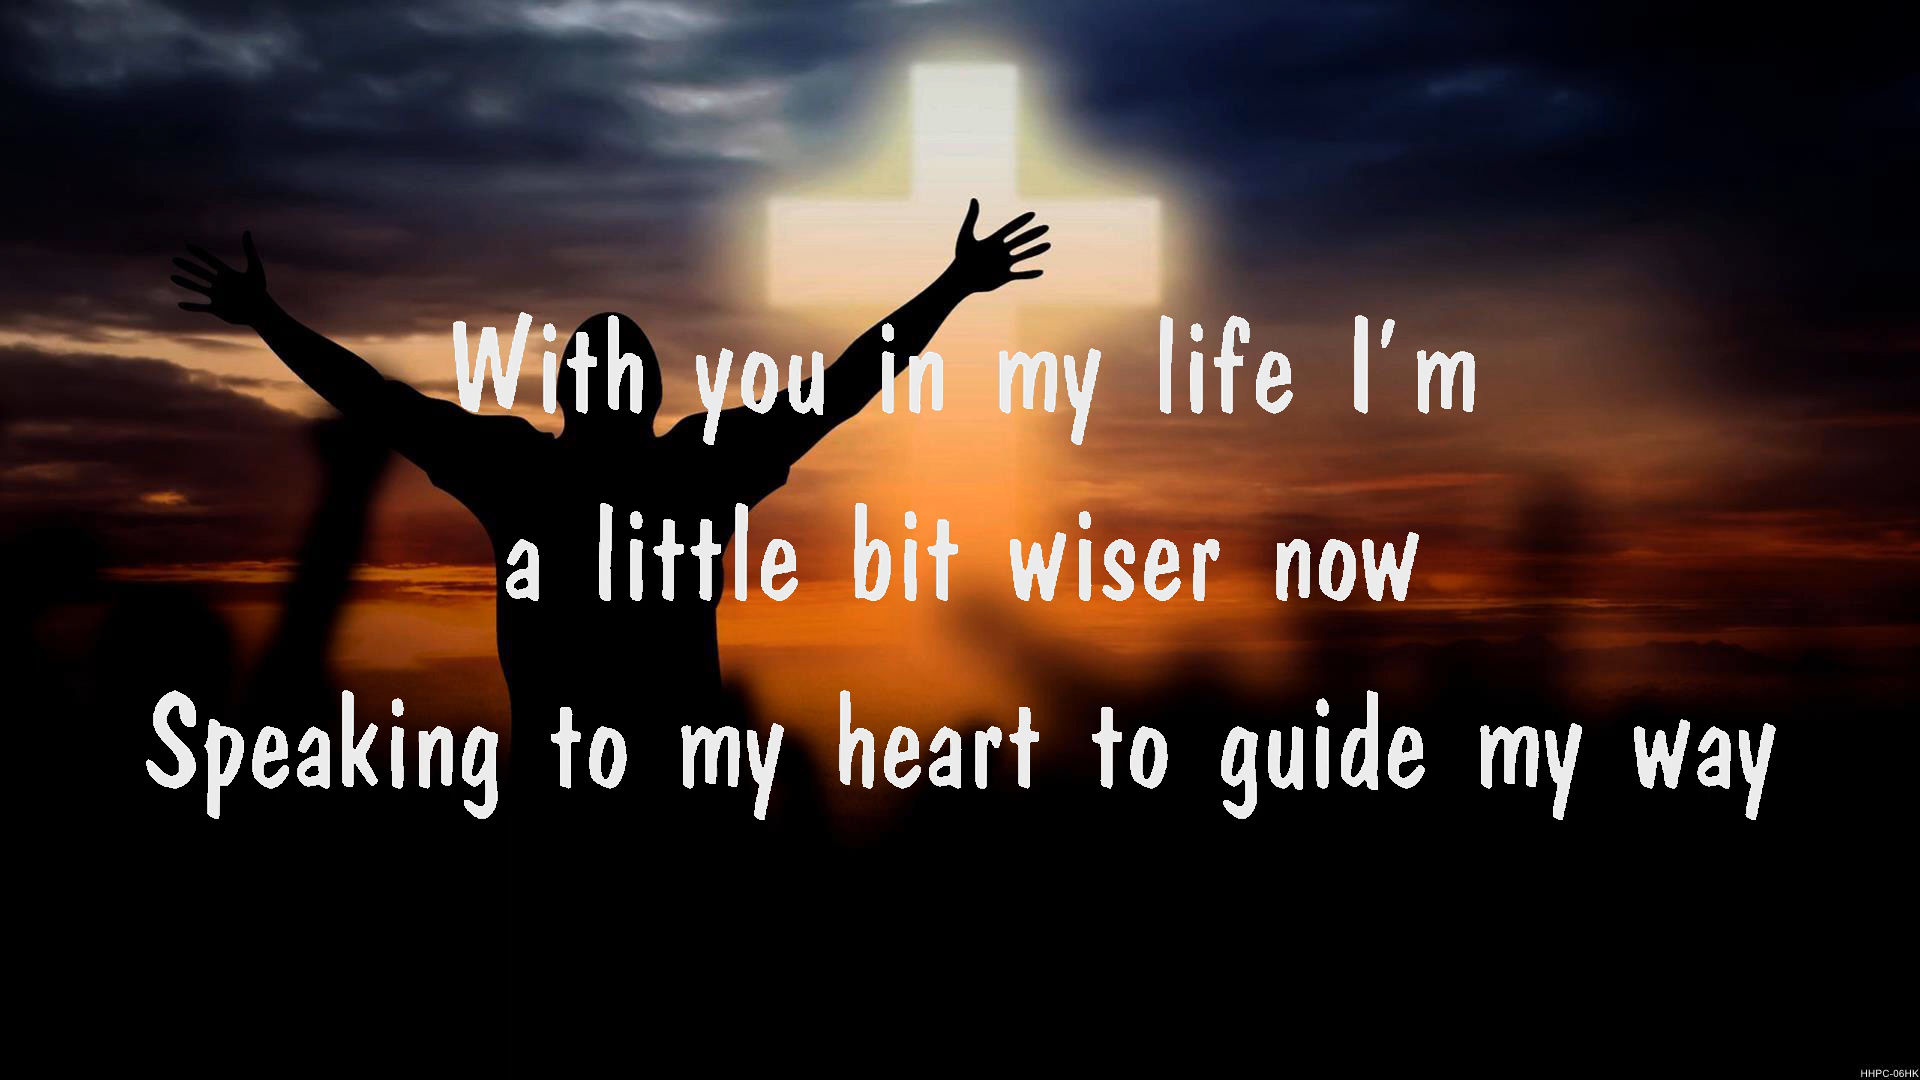 With you in my life I'm
a little bit wiser now
Speaking to my heart to guide my way
HHPC-06HK